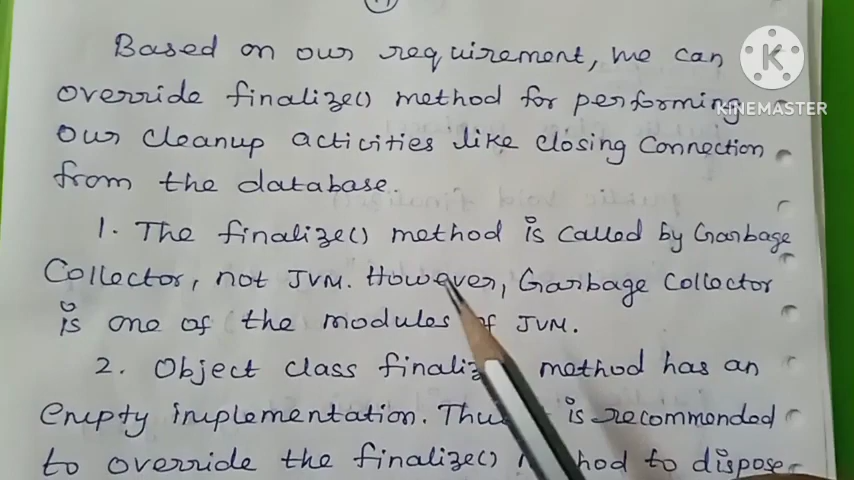 Based on our requirement, we can
override finalize() method for performing
our cleanup activities like closing connection
from the database.
1. The finalize() method is called by Garbage
Collector, not JVM. However, Garbage Collector
is one of the modules of JVM.
2. Object class finalize method has an
empty implementation. Thus is recommended
to override the finalize() method to dispose
KINEMASTER